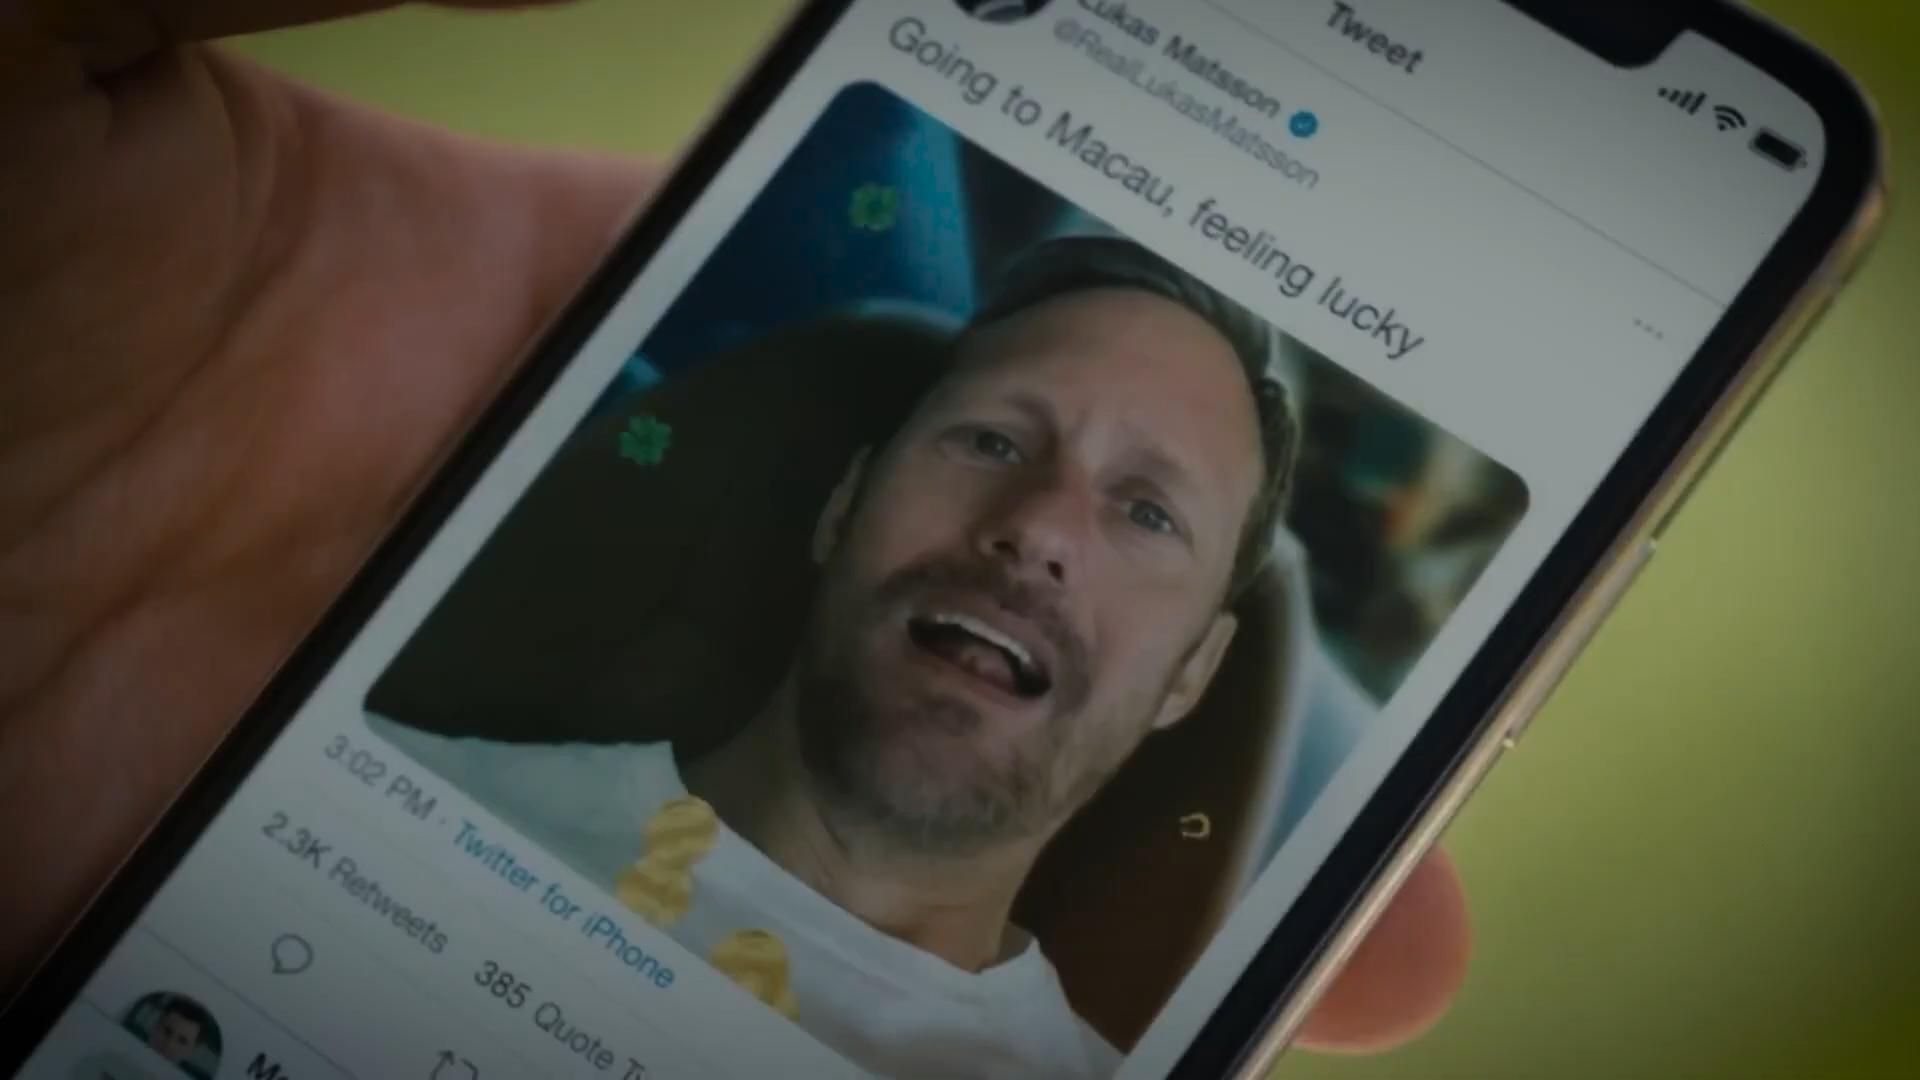 Tweet
Lukas Matsson
@RealLukasMatsson
Going to Macau, feeling lucky
3:02 PM · Twitter for iPhone
2.3K Retweets 385 Quote